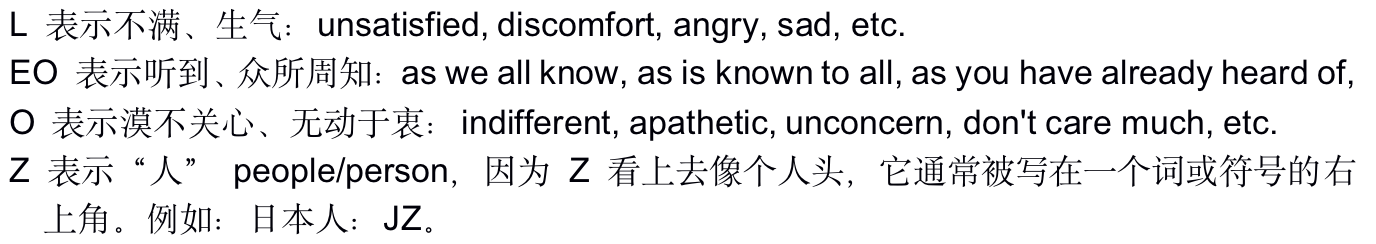 L 表示不满、生气：unsatisfied, discomfort, angry, sad, etc.
EO 表示听到、众所周知：as we all know, as is known to all, as you have already heard of,
O 表示漠不关心、无动于衷： indifferent, apathetic, unconcern, don't care much, etc.
Z 表示“人” people/person，因为 Z 看上去像个人头，它通常被写在一个词或符号的右
上角。例如：日本人：JZ。